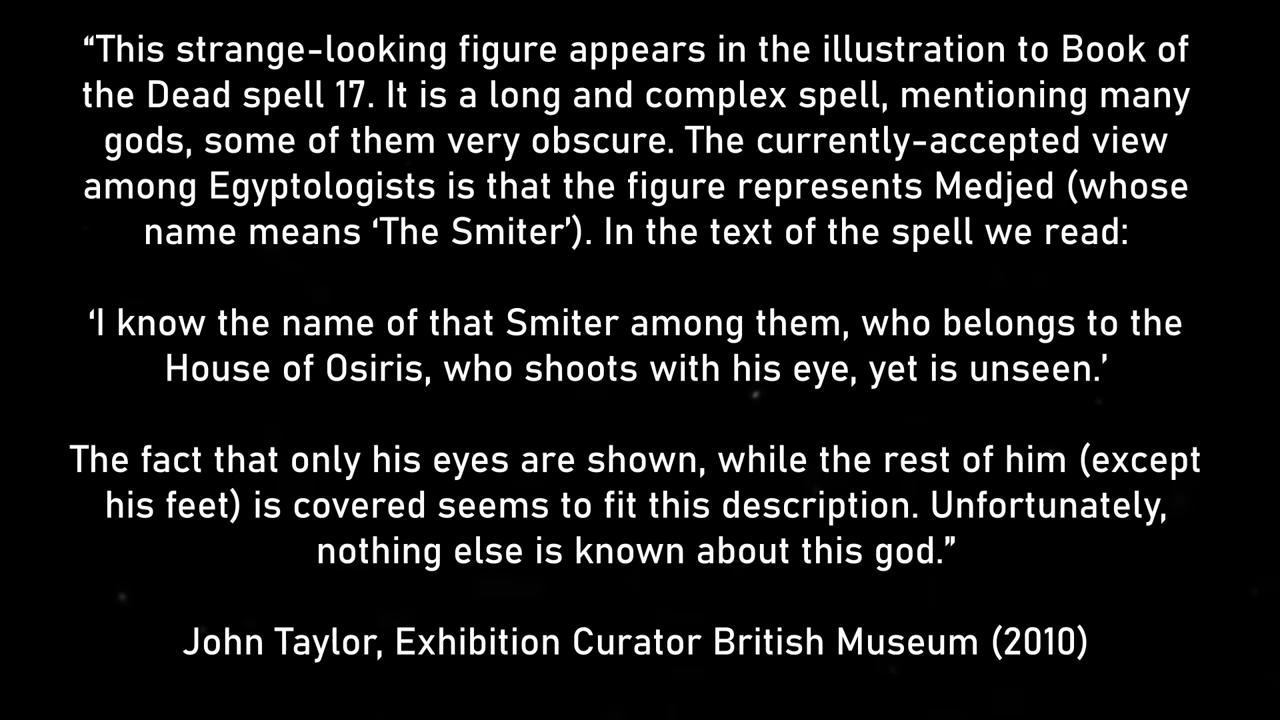 “This strange-looking figure appears in the illustration to Book of
the Dead spell 17. It is a long and complex spell, mentioning many
gods, some of them very obscure. The currently-accepted view
among Egyptologists is that the figure represents Medjed (whose
name means ‘The Smiter’). In the text of the spell we read:
‘I know the name of that Smiter among them, who belongs to the
House of Osiris, who shoots with his eye, yet is unseen.’
The fact that only his eyes are shown, while the rest of him (except
his feet) is covered seems to fit this description. Unfortunately,
nothing else is known about this god.”
John Taylor, Exhibition Curator British Museum (2010)